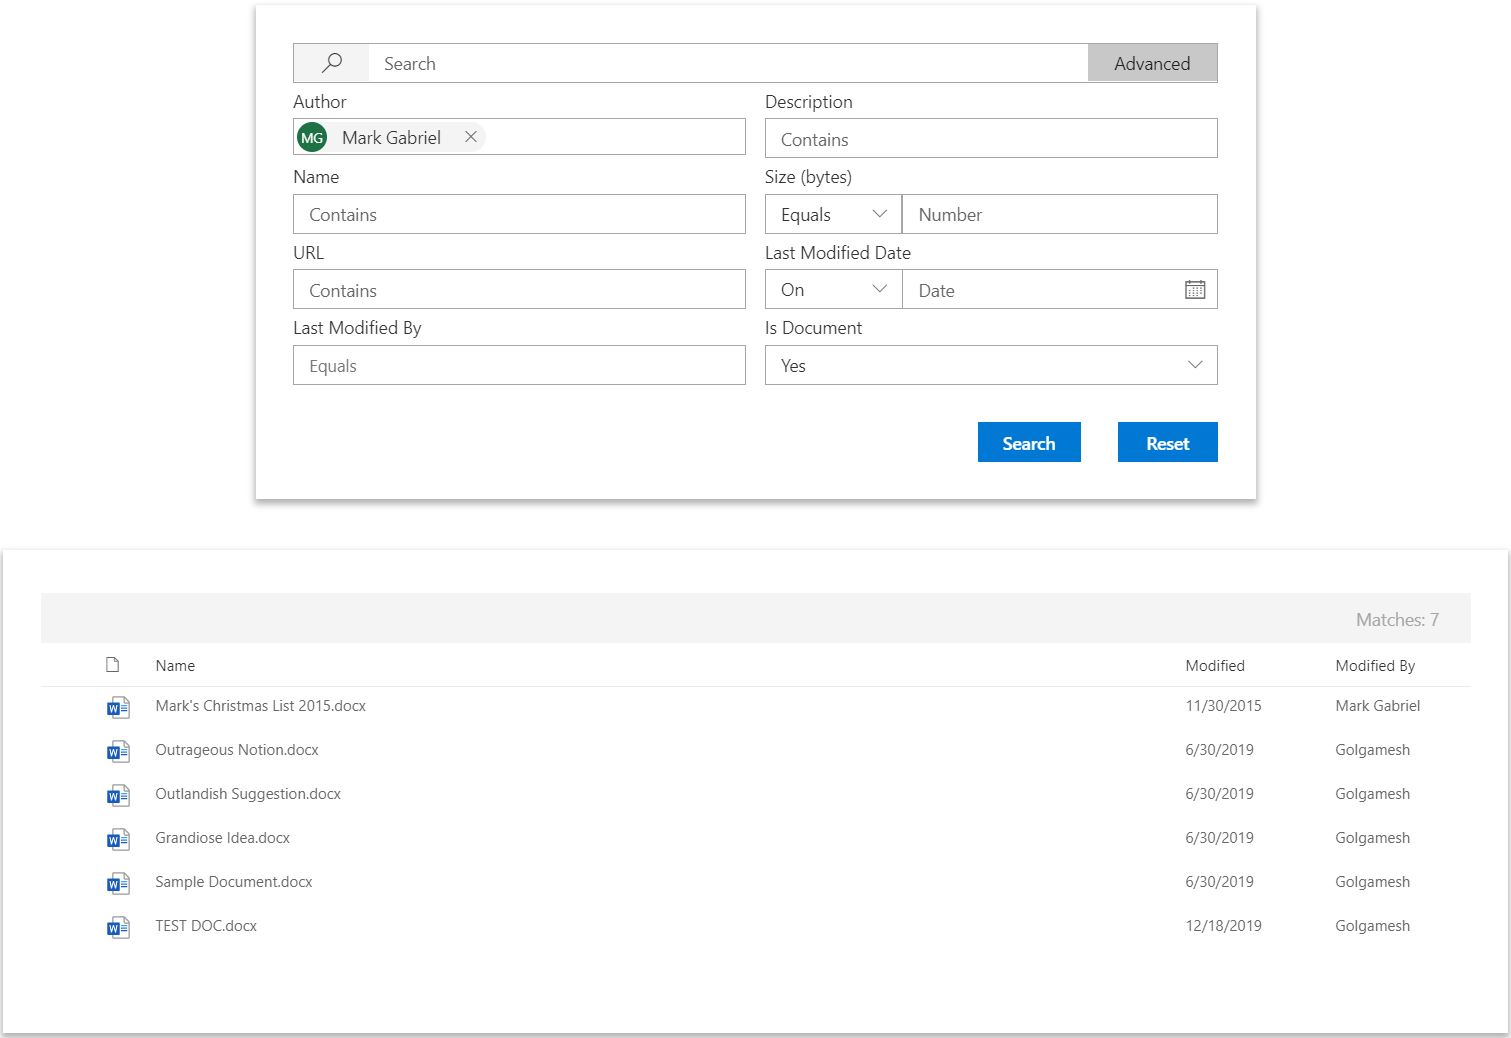 Search Advanced
Author Description
MG Mark Gabriel Contains
Name Size (bytes)
Contains Equals Number
URL Last Modified Date
Contains On Date
Last Modified By Is Document
Equals Yes
Search Reset
Matches: 7
Name Modified Modified By
Mark's Christmas List 2015.docx 11/30/2015 Mark Gabriel
Outrageous Notion.docx 6/30/2019 Golgamesh
Outlandish Suggestion.docx 6/30/2019 Golgamesh
Grandiose Idea.docx 6/30/2019 Golgamesh
Sample Document.docx 6/30/2019 Golgamesh
TEST DOC.docx 12/18/2019 Golgamesh